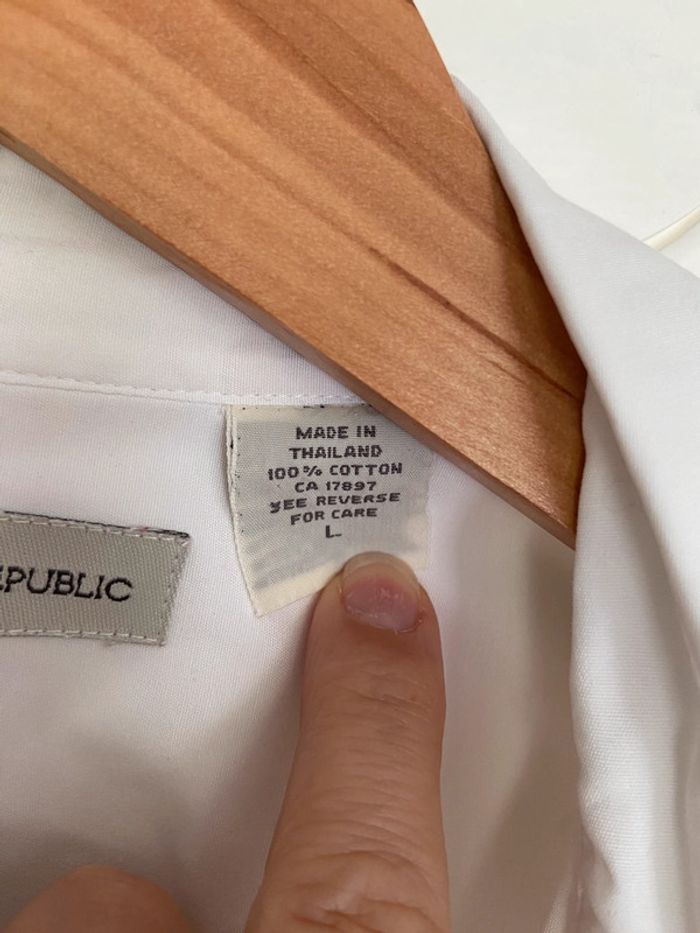 MADE IN
THAILAND
100% COTTON
CA 17897
SEE REVERSE
FOR CARE
L
EPUBLIC